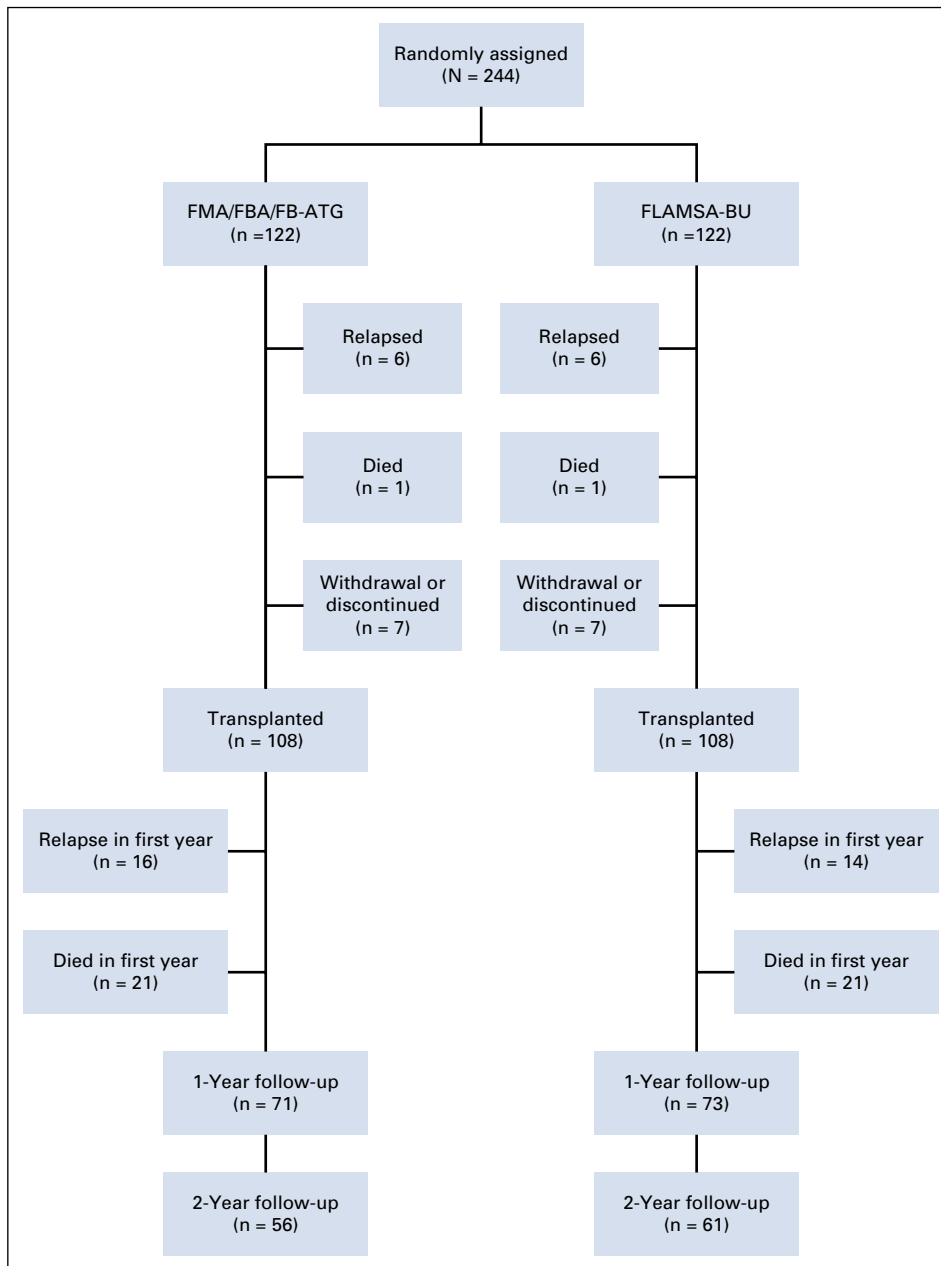 Randomly assigned
(N = 244)
FMA/FBA/FB-ATG
(n =122)
FLAMSA-BU
(n =122)
Relapsed
(n = 6)
Relapsed
(n = 6)
Died
(n = 1)
Died
(n = 1)
Withdrawal or
discontinued
(n = 7)
Withdrawal or
discontinued
(n = 7)
Transplanted
(n = 108)
Transplanted
(n = 108)
Relapse in first year
(n = 16)
Relapse in first year
(n = 14)
Died in first year
(n = 21)
Died in first year
(n = 21)
1-Year follow-up
(n = 71)
1-Year follow-up
(n = 73)
2-Year follow-up
(n = 56)
2-Year follow-up
(n = 61)